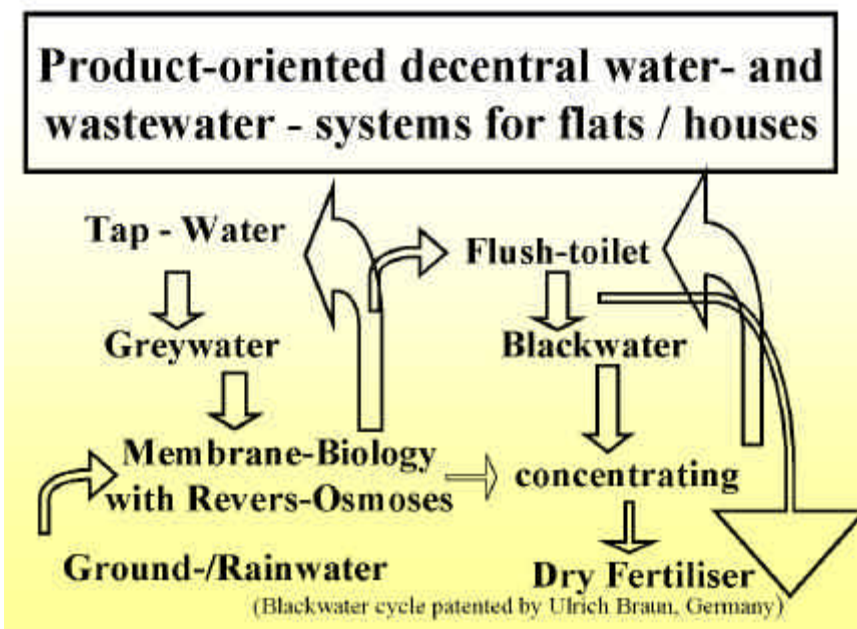 Product-oriented decentral water- and
wastewater - systems for flats / houses
Tap - Water
Flush-toilet
Greywater
Blackwater
Membrane-Biology
with Revers-Osmoses
concentrating
Ground-/Rainwater
Dry Fertiliser
(Blackwater cycle patented by Ulrich Braun, Germany)